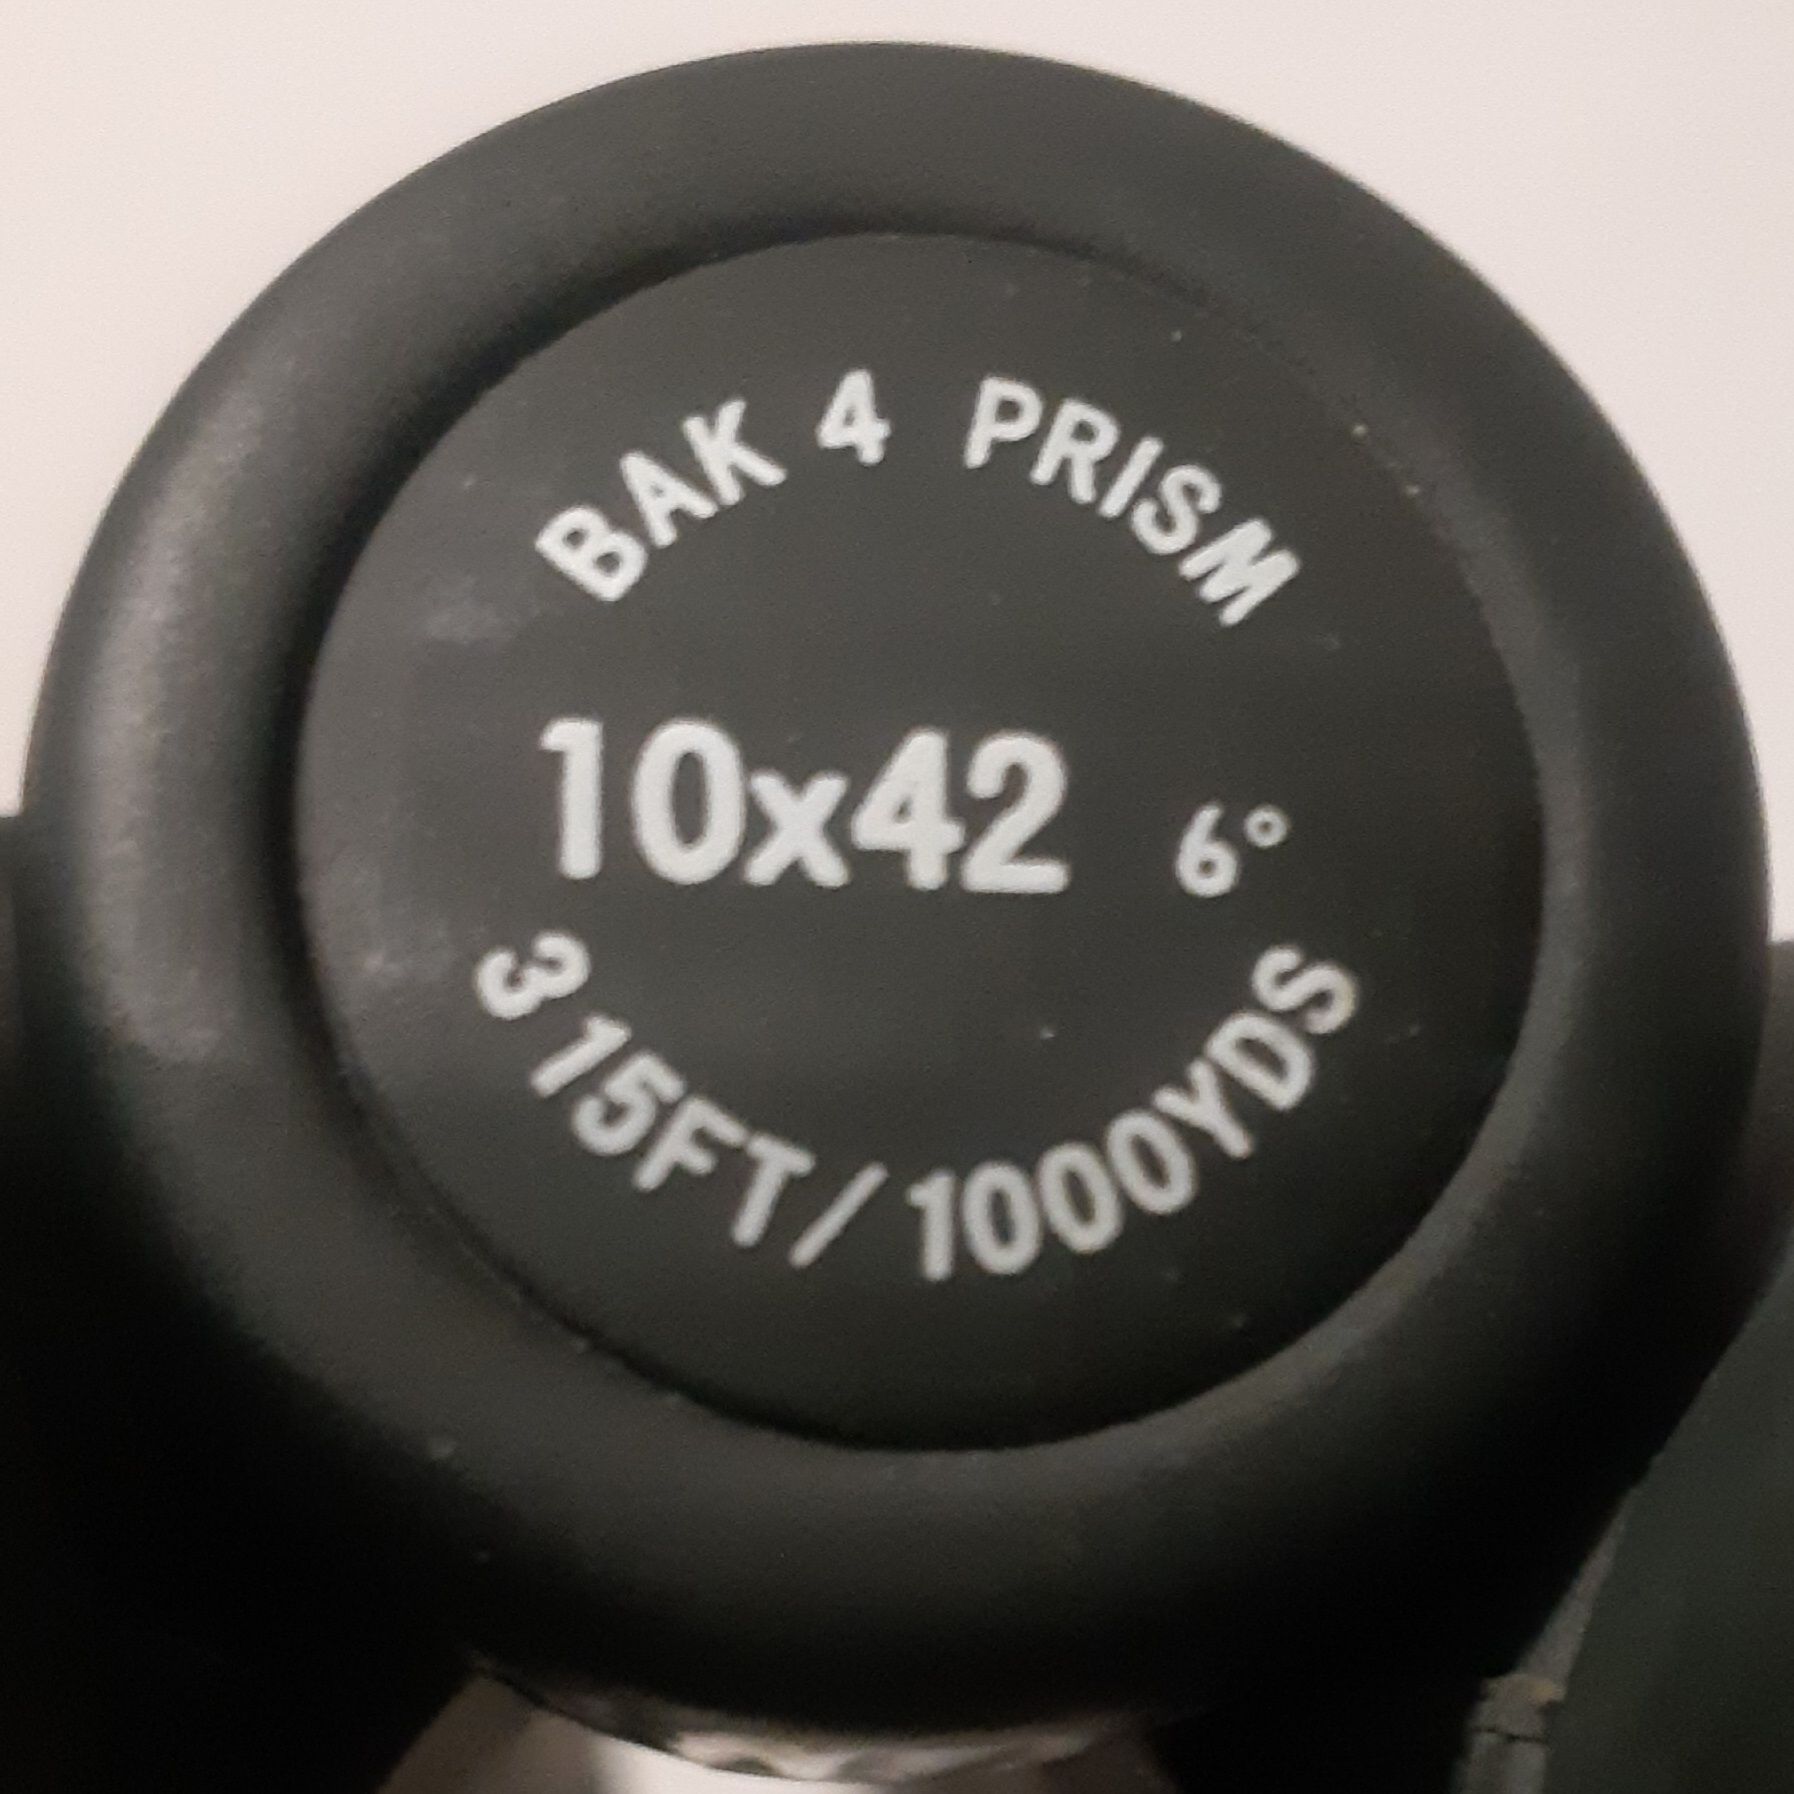 BAK 4 PRISM
10x42 6°
315FT/1000YDS